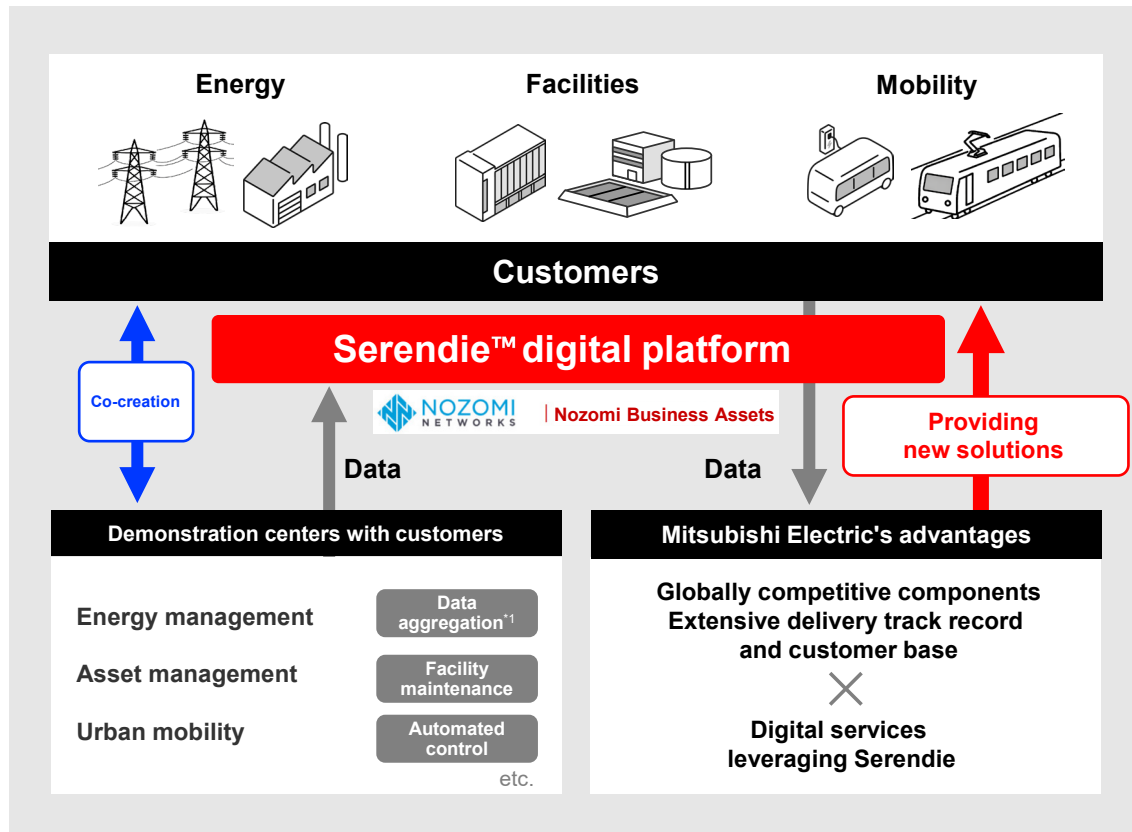 Energy
Facilities
Mobility
Customers
Serendie™ digital platform
Co-creation
NOZOMI
NETWORKS
| Nozomi Business Assets
Providing
new solutions
Data
Data
Demonstration centers with customers
Energy management
Data
aggregation*1
Asset management
Facility
maintenance
Urban mobility
Automated
control
etc.
Mitsubishi Electric's advantages
Globally competitive components
Extensive delivery track record
and customer base
×
Digital services
leveraging Serendie